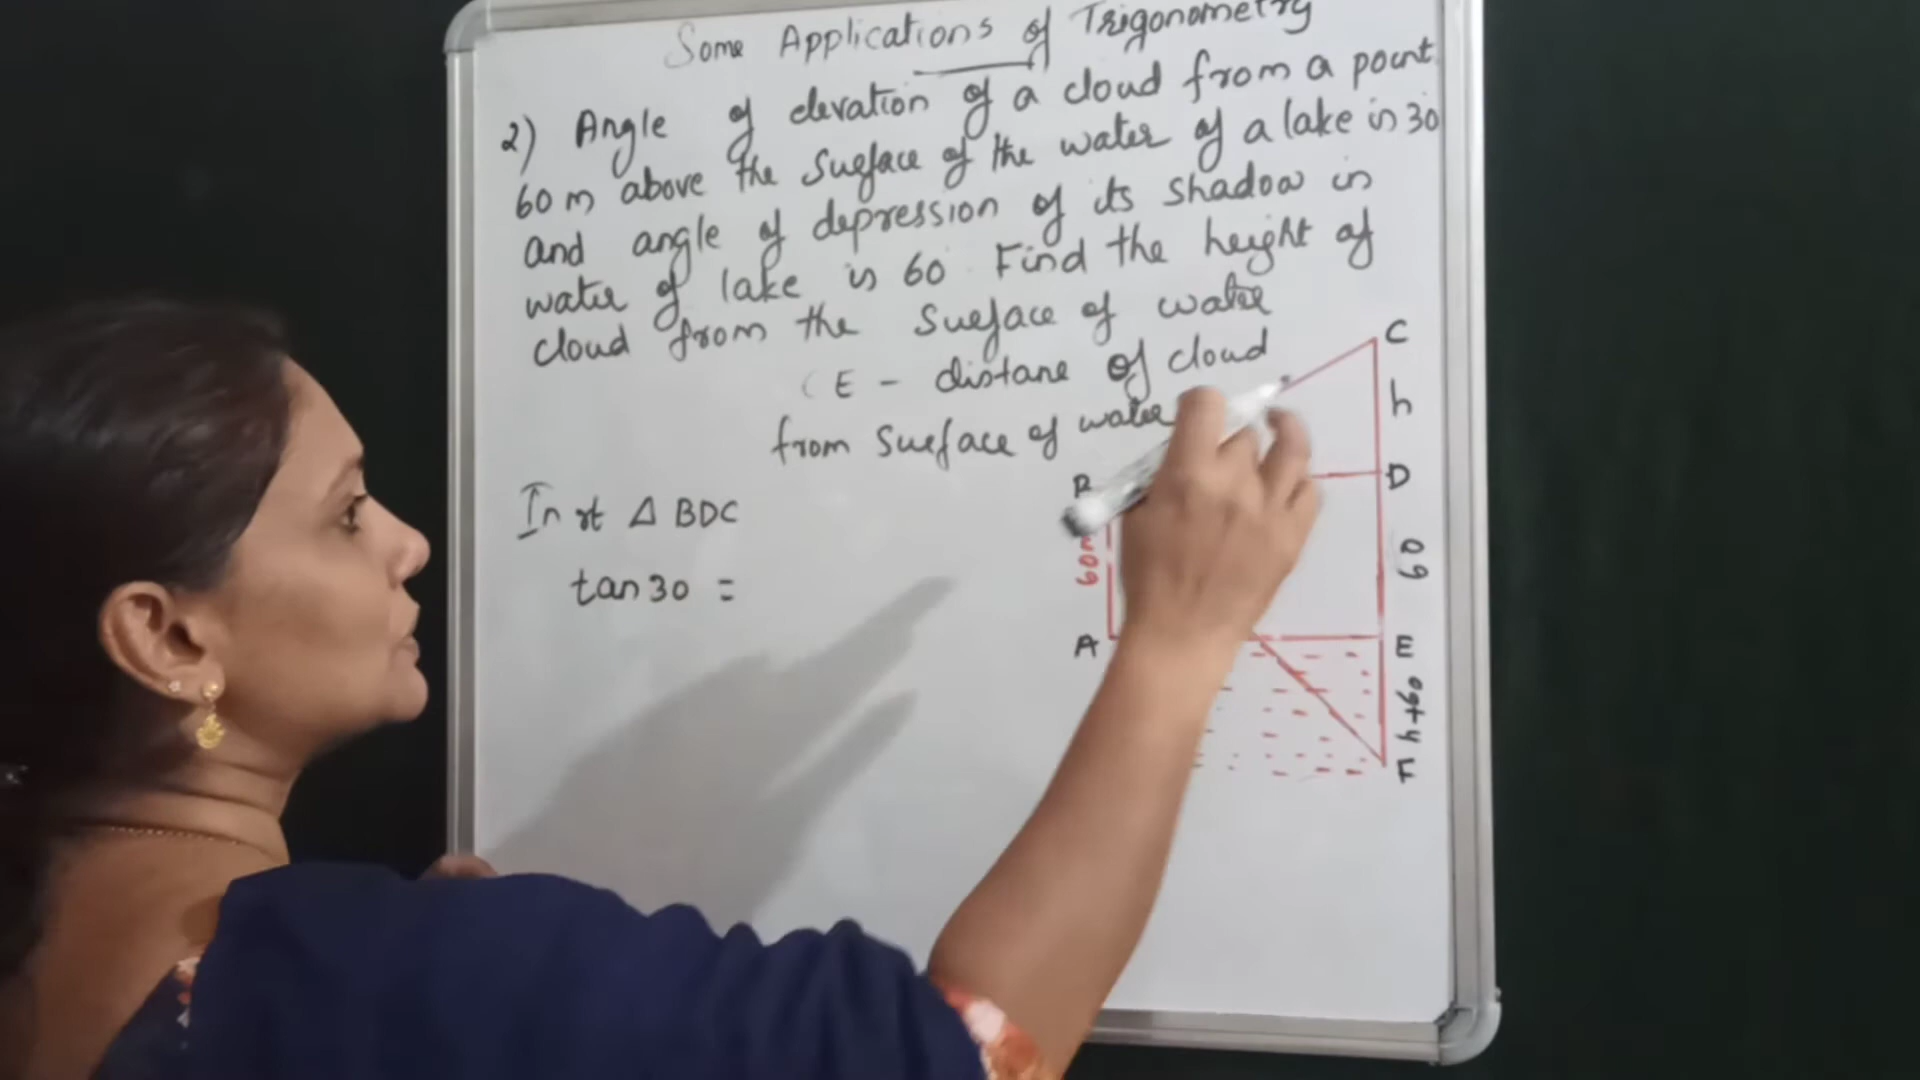 Some Applications of Trigonometry
2) Angle of elevation of a cloud from a point
60 m above the surface of the water of a lake is 30
and angle of depression of its shadow in
water of lake is 60 Find the height of
cloud from the surface of water
CE - distane of cloud
from surface of water
In rt △ BDC
tan 30 =
C
h
B
D
60m
60
A
E
60+h
F